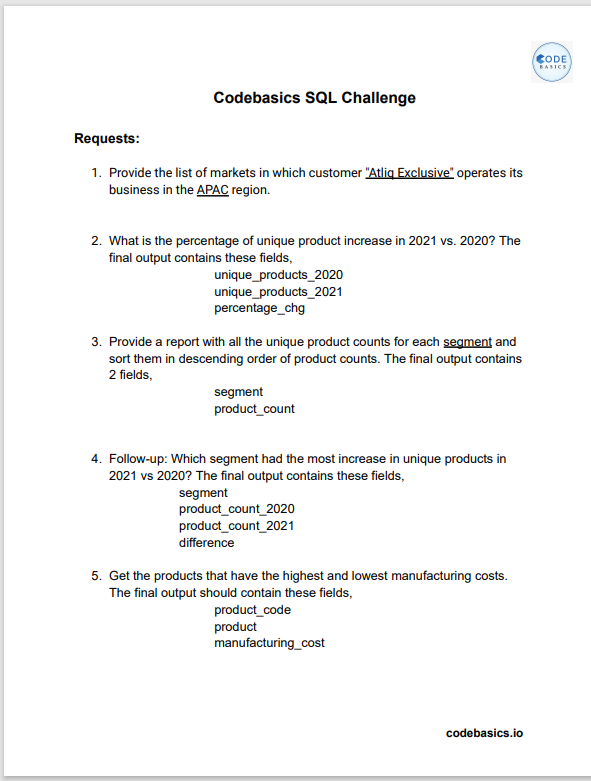 CODE
BASICS
Codebasics SQL Challenge
Requests:
1. Provide the list of markets in which customer "Atliq Exclusive" operates its
business in the APAC region.
2. What is the percentage of unique product increase in 2021 vs. 2020? The
final output contains these fields,
unique_products_2020
unique_products_2021
percentage_chg
3. Provide a report with all the unique product counts for each segment and
sort them in descending order of product counts. The final output contains
2 fields,
segment
product_count
4. Follow-up: Which segment had the most increase in unique products in
2021 vs 2020? The final output contains these fields,
segment
product_count_2020
product_count_2021
difference
5. Get the products that have the highest and lowest manufacturing costs.
The final output should contain these fields,
product_code
product
manufacturing_cost
codebasics.io